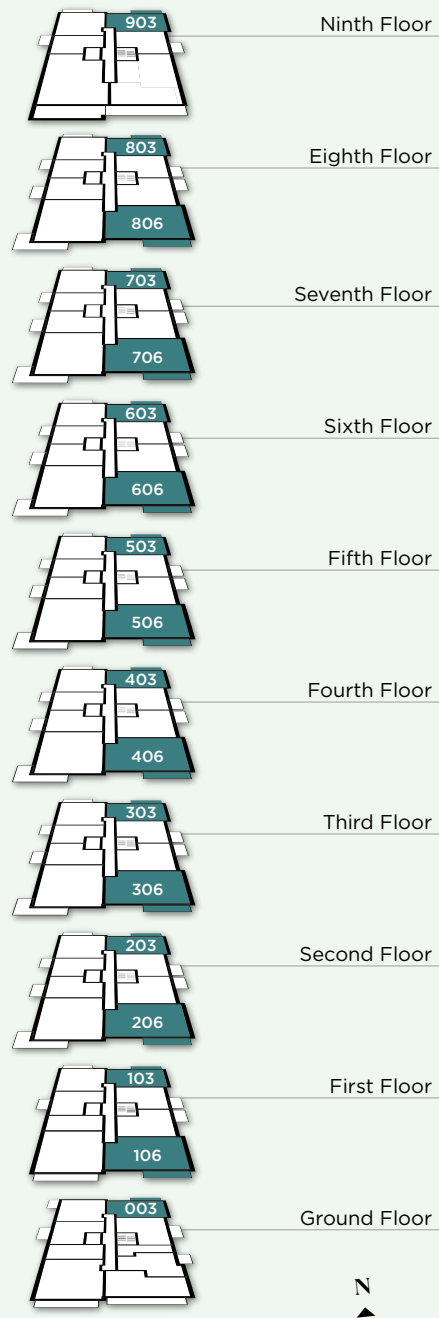 903
Ninth Floor
803
Eighth Floor
806
703
Seventh Floor
706
603
Sixth Floor
606
503
Fifth Floor
506
403
Fourth Floor
406
303
Third Floor
306
203
Second Floor
206
103
First Floor
106
003
Ground Floor
N